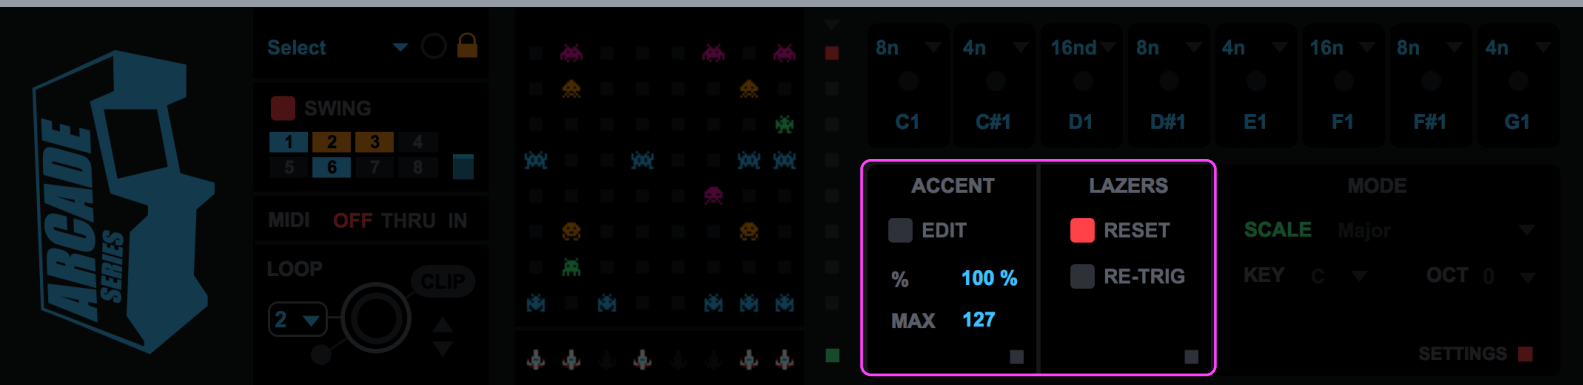 ARCADE
SERIES
Select
SWING
1 2 3 4
5 6 7 8
MIDI OFF THRU IN
LOOP
CLIP
2
8n 4n 16nd 8n 4n 16n 8n 4n
C1 C#1 D1 D#1 E1 F1 F#1 G1
ACCENT
EDIT
% 100 %
MAX 127
LAZERS
RESET
RE-TRIG
MODE
SCALE Major
KEY C OCT 0
SETTINGS